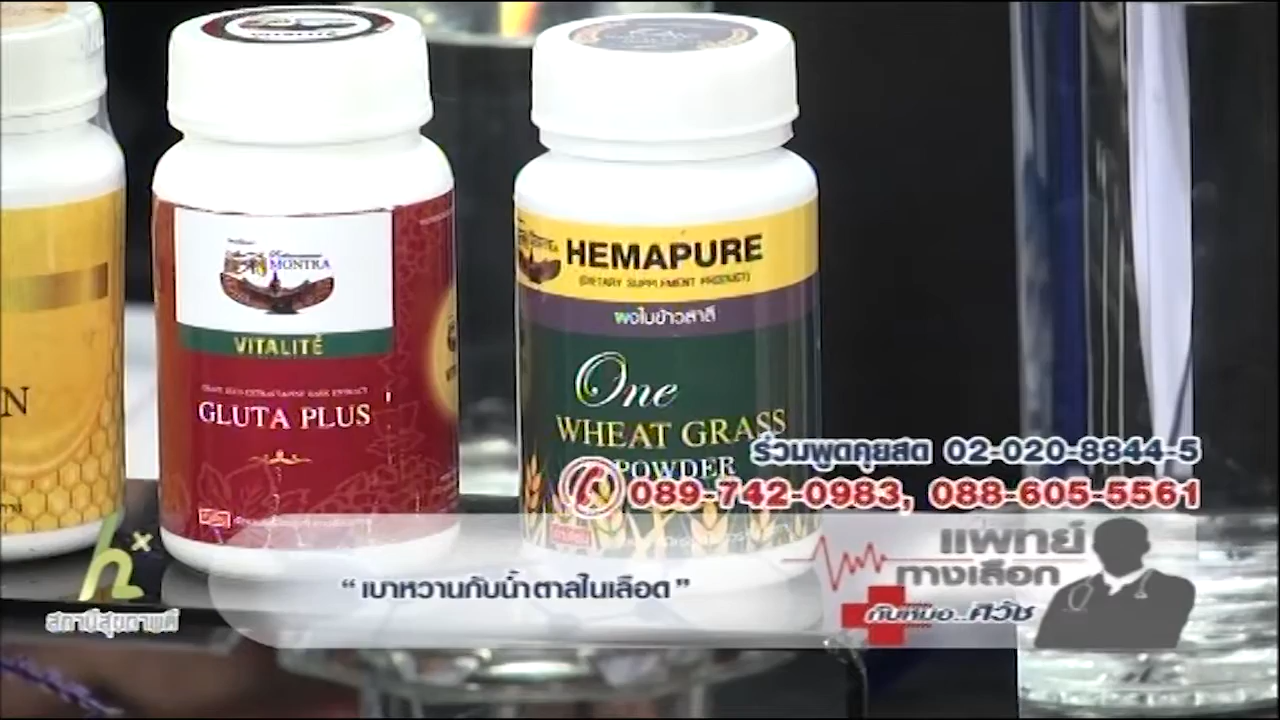 MONTRA
VITALITÉ
GLUTA PLUS
HEMAPURE
(DIETARY SUPPLEMENT PRODUCT)
ผงใบข้าวสาลี
One
WHEAT GRASS
POWDER
N
ร่วมพูดคุยสด 02-020-8844-5
089-742-0983, 088-605-5561
แพทย์
ทางเลือก
กับหมอ..ศิวัช
“เบาหวานกับน้ำตาลในเลือด”
h+
สถานีสุขภาพดี